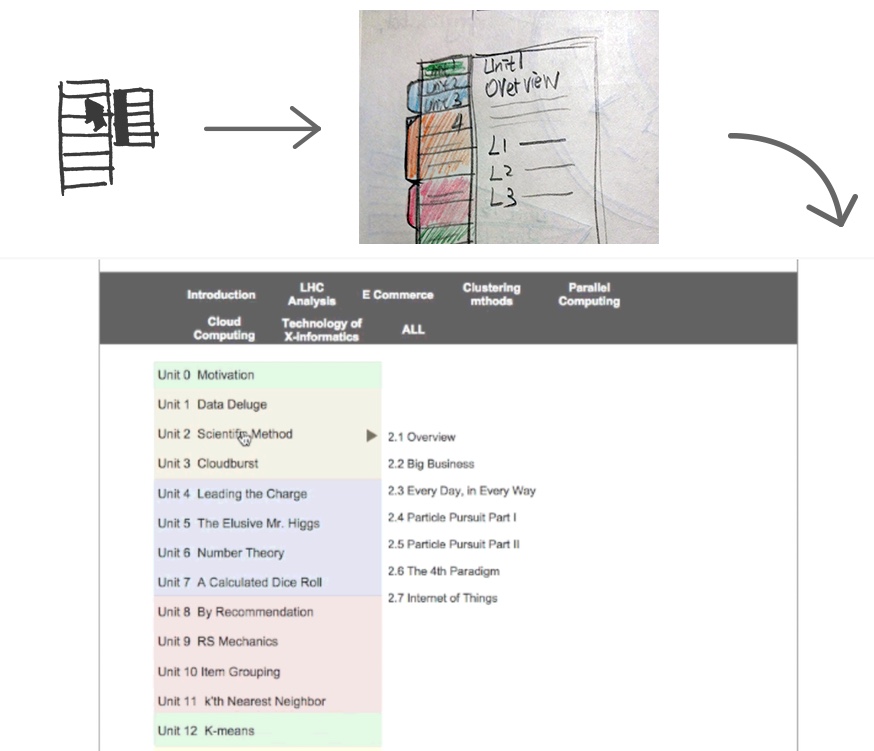 Unit 1
Unit 2
Unit 3
4
Unit 1
Overview
L1
L2
L3
Introduction
LHC
Analysis
E Commerce
Clustering
mthods
Parallel
Computing
Cloud
Computing
Technology of
X-Informatics
ALL
Unit 0 Motivation
Unit 1 Data Deluge
Unit 2 Scientific Method
Unit 3 Cloudburst
Unit 4 Leading the Charge
Unit 5 The Elusive Mr. Higgs
Unit 6 Number Theory
Unit 7 A Calculated Dice Roll
Unit 8 By Recommendation
Unit 9 RS Mechanics
Unit 10 Item Grouping
Unit 11 k'th Nearest Neighbor
Unit 12 K-means
2.1 Overview
2.2 Big Business
2.3 Every Day, in Every Way
2.4 Particle Pursuit Part I
2.5 Particle Pursuit Part II
2.6 The 4th Paradigm
2.7 Internet of Things